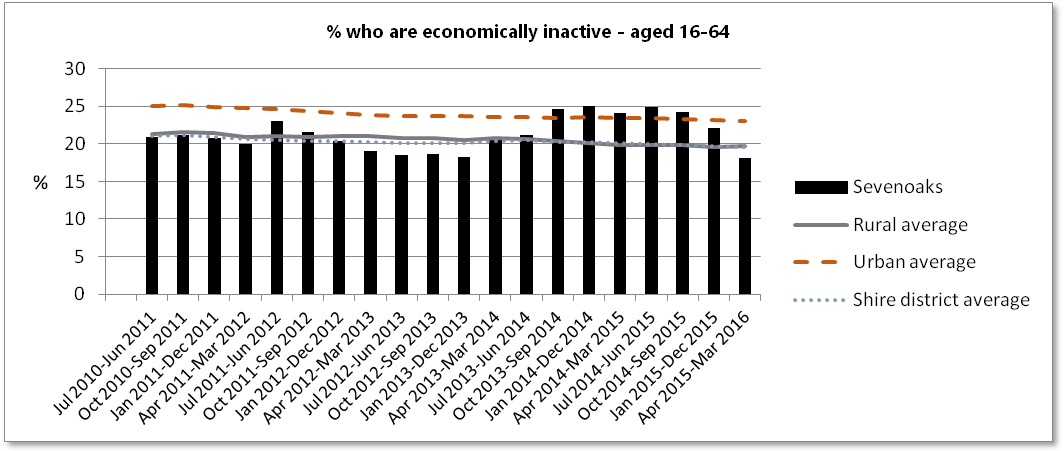 % who are economically inactive - aged 16-64
30
25
20
15
10
5
0
%
Jul 2010-Jun 2011
Oct 2010-Sep 2011
Jan 2011-Dec 2011
Apr 2011-Mar 2012
Jul 2011-Jun 2012
Oct 2011-Sep 2012
Jan 2012-Dec 2012
Apr 2012-Mar 2013
Jul 2012-Jun 2013
Oct 2012-Sep 2013
Jan 2013-Dec 2013
Apr 2013-Mar 2014
Jul 2013-Jun 2014
Oct 2013-Sep 2014
Jan 2014-Dec 2014
Apr 2014-Mar 2015
Jul 2014-Jun 2015
Oct 2014-Sep 2015
Jan 2015-Dec 2015
Apr 2015-Mar 2016
Sevenoaks
Rural average
Urban average
Shire district average